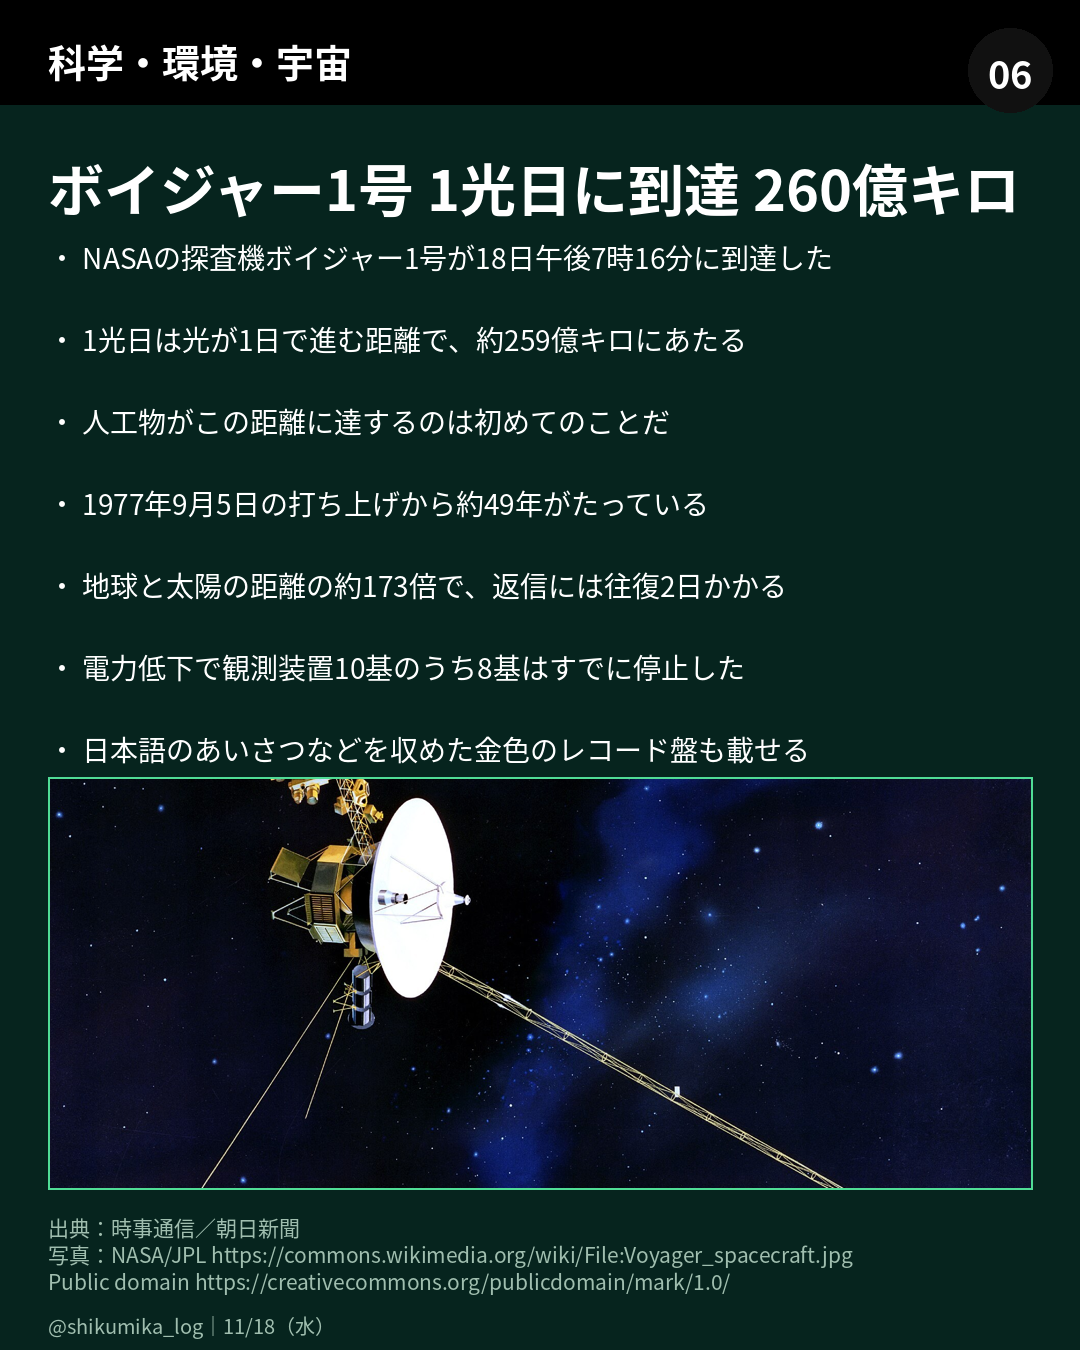 科学・環境・宇宙
06
ボイジャー1号 1光日に到達 260億キロ
・ NASAの探査機ボイジャー1号が18日午後7時16分に到達した
・ 1光日は光が1日で進む距離で、約259億キロにあたる
・ 人工物がこの距離に達するのは初めてのことだ
・ 1977年9月5日の打ち上げから約49年がたっている
・ 地球と太陽の距離の約173倍で、返信には往復2日かかる
・ 電力低下で観測装置10基のうち8基はすでに停止した
・ 日本語のあいさつなどを収めた金色のレコード盤も載せる
出典：時事通信／朝日新聞
写真：NASA/JPL https://commons.wikimedia.org/wiki/File:Voyager_spacecraft.jpg
Public domain https://creativecommons.org/publicdomain/mark/1.0/
@shikumika_log｜11/18（水）